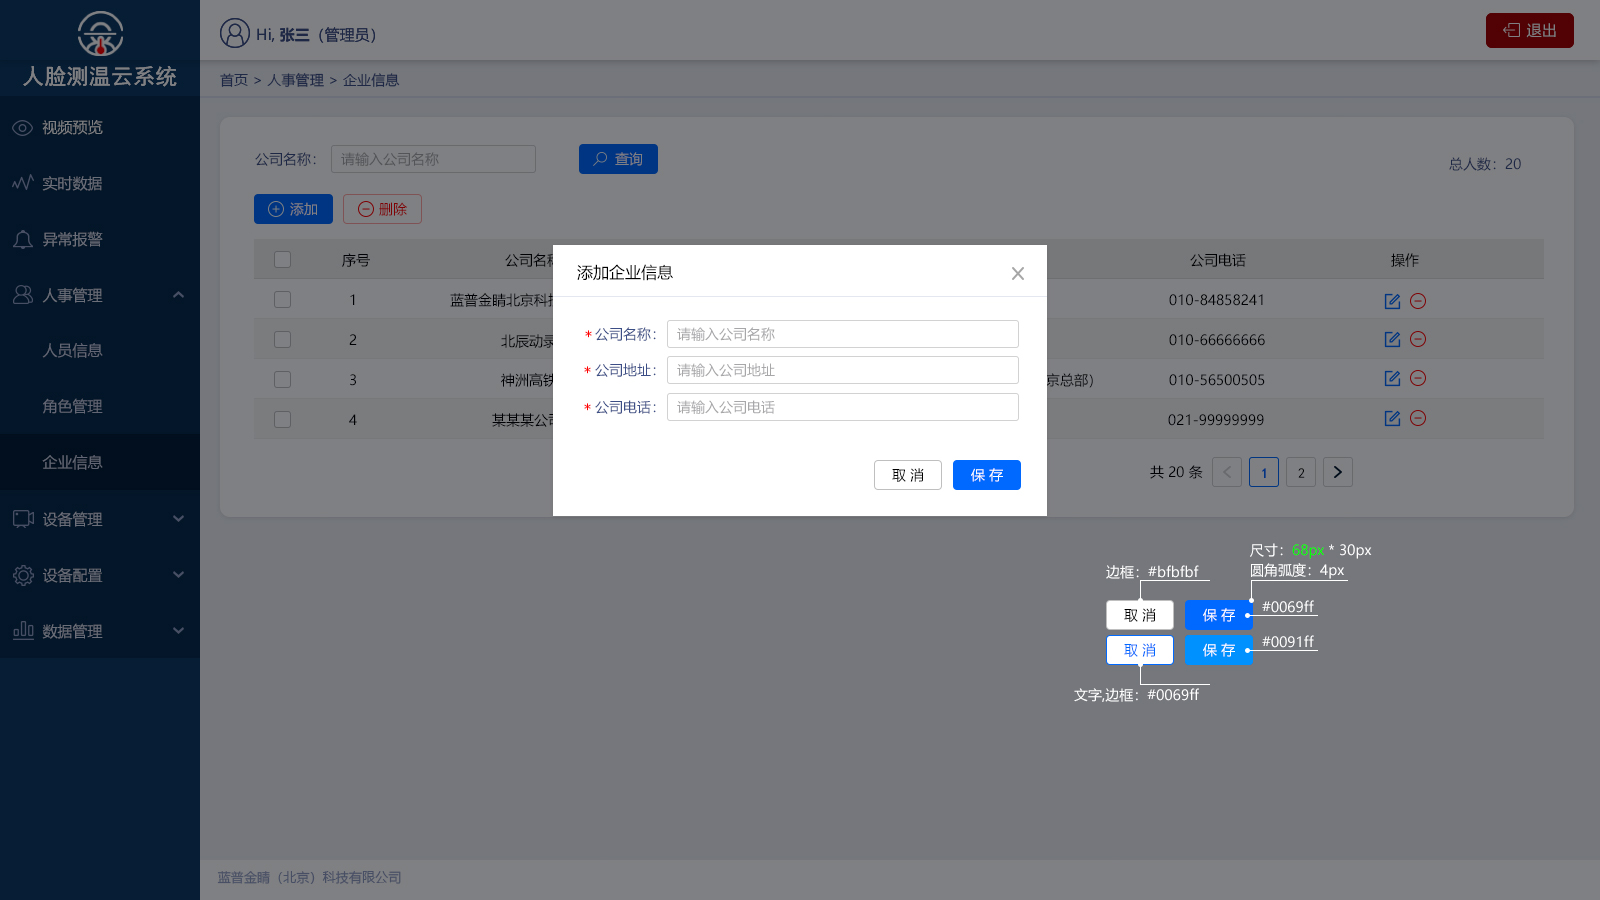 人脸测温云系统
Hi, 张三（管理员）
退出
首页 > 人事管理 > 企业信息
视频预览
实时数据
异常报警
人事管理
人员信息
角色管理
企业信息
设备管理
设备配置
数据管理
公司名称：
请输入公司名称
查询
总人数：20
添加
删除
序号
公司名
公司电话
操作
1
蓝普金睛北京科
010-84858241
2
北辰动
010-66666666
3
神洲高
京总部）
010-56500505
4
某某某公
021-99999999
共 20 条
1
2
添加企业信息
* 公司名称：
请输入公司名称
* 公司地址：
请输入公司地址
* 公司电话：
请输入公司电话
取 消
保 存
尺寸：68px * 30px
圆角弧度：4px
边框：#bfbfbf
取 消
保 存
#0069ff
取 消
保 存
#0091ff
文字,边框：#0069ff
蓝普金睛（北京）科技有限公司